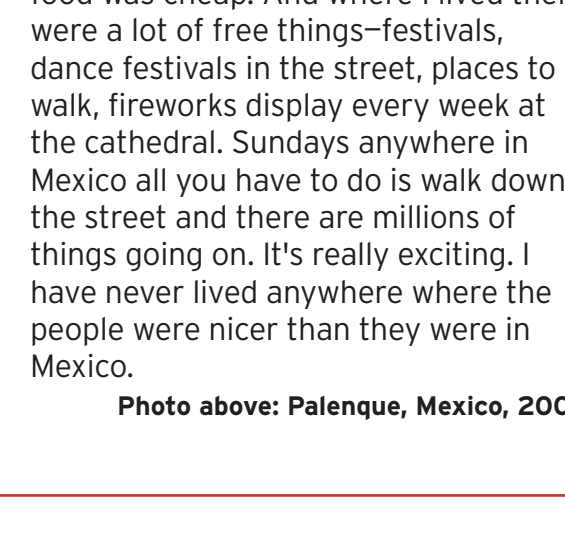 food was cheap. And where I lived there
were a lot of free things—festivals,
dance festivals in the street, places to
walk, fireworks display every week at
the cathedral. Sundays anywhere in
Mexico all you have to do is walk down
the street and there are millions of
things going on. It's really exciting. I
have never lived anywhere where the
people were nicer than they were in
Mexico.
Photo above: Palenque, Mexico,